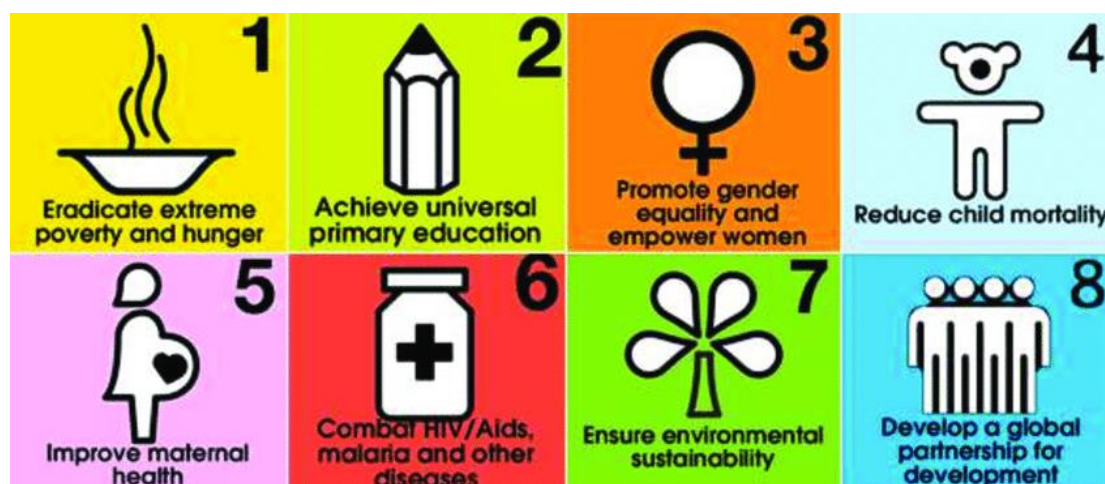 1
Eradicate extreme
poverty and hunger
2
Achieve universal
primary education
3
Promote gender
equality and
empower women
4
Reduce child mortality
5
Improve maternal
health
6
Combat HIV/Aids,
malaria and other
diseases
7
Ensure environmental
sustainability
8
Develop a global
partnership for
development